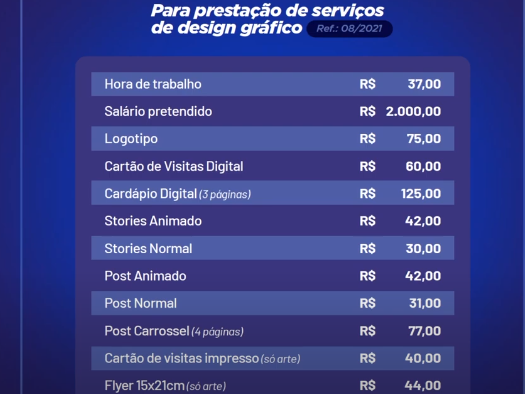 Para prestação de serviços
de design gráfico Ref.: 08/2021
Hora de trabalho R$ 37,00
Salário pretendido R$ 2.000,00
Logotipo R$ 75,00
Cartão de Visitas Digital R$ 60,00
Cardápio Digital (3 páginas) R$ 125,00
Stories Animado R$ 42,00
Stories Normal R$ 30,00
Post Animado R$ 42,00
Post Normal R$ 31,00
Post Carrossel (4 páginas) R$ 77,00
Cartão de visitas impresso (só arte) R$ 40,00
Flyer 15x21cm (só arte) R$ 44,00